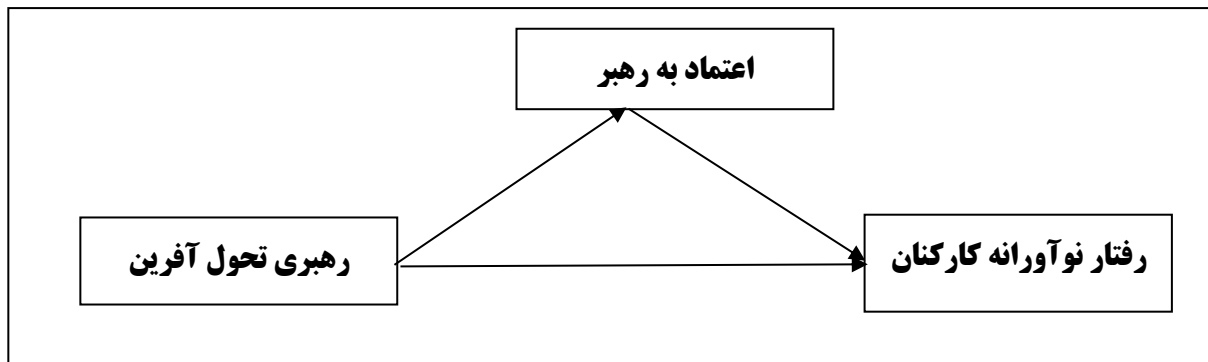 اعتماد به رهبر
رهبری تحول آفرین
رفتار نوآورانه کارکنان